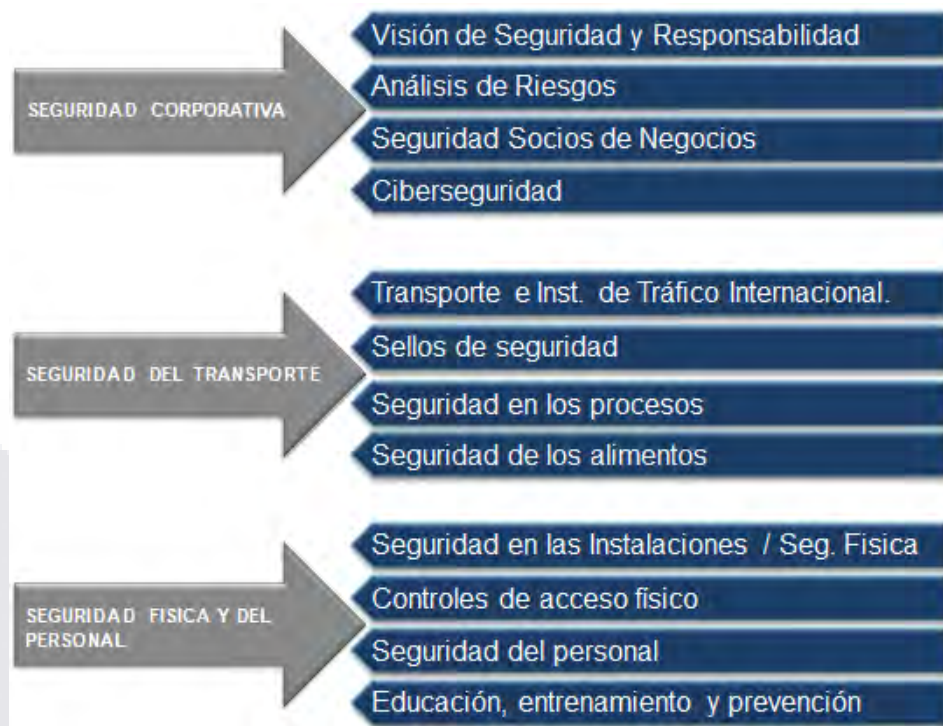 SEGURIDAD CORPORATIVA
Visión de Seguridad y Responsabilidad
Análisis de Riesgos
Seguridad Socios de Negocios
Ciberseguridad
SEGURIDAD DEL TRANSPORTE
Transporte e Inst. de Tráfico Internacional.
Sellos de seguridad
Seguridad en los procesos
Seguridad de los alimentos
SEGURIDAD FISICA Y DEL
PERSONAL
Seguridad en las Instalaciones / Seg. Fisica
Controles de acceso físico
Seguridad del personal
Educación, entrenamiento y prevención